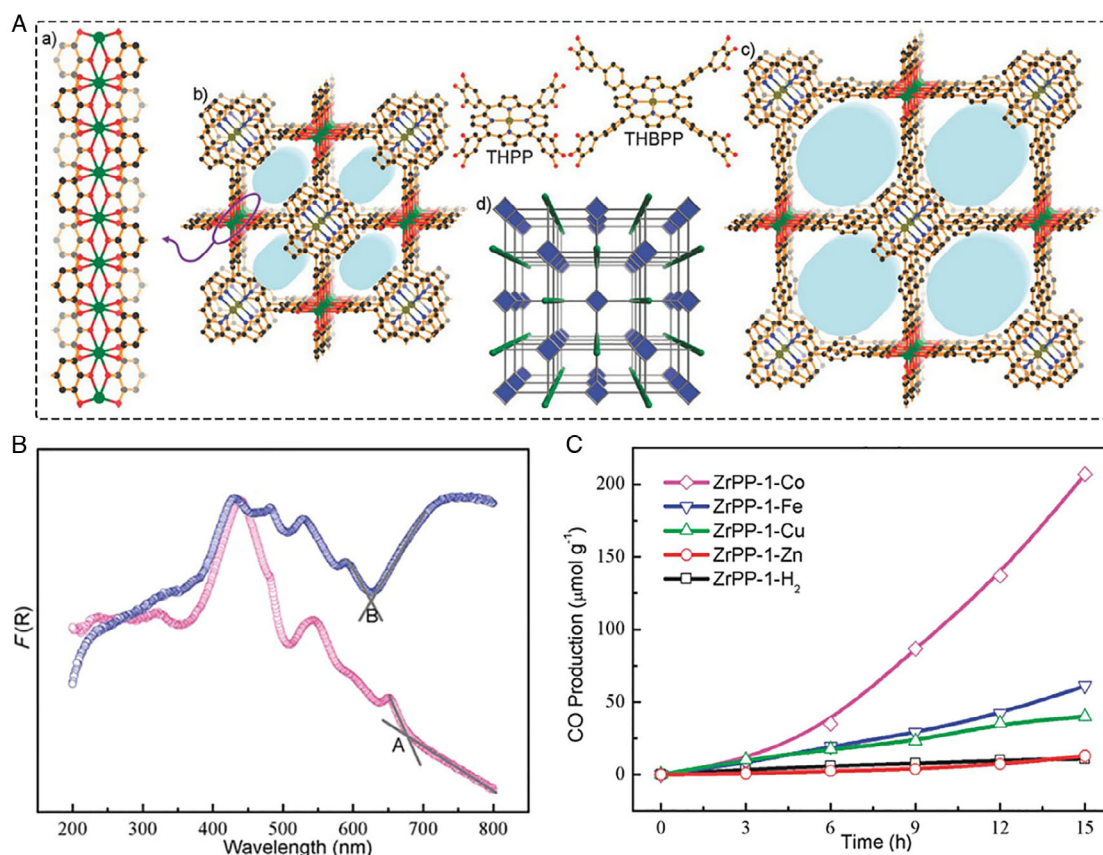 A
a)
b)
THPP
THBPP
c)
d)
B
F(R)
B
A
200 300 400 500 600 700 800
Wavelength (nm)
C
CO Production (μmol g⁻¹)
200
150
100
50
0
ZrPP-1-Co
ZrPP-1-Fe
ZrPP-1-Cu
ZrPP-1-Zn
ZrPP-1-H₂
0 3 6 9 12 15
Time (h)